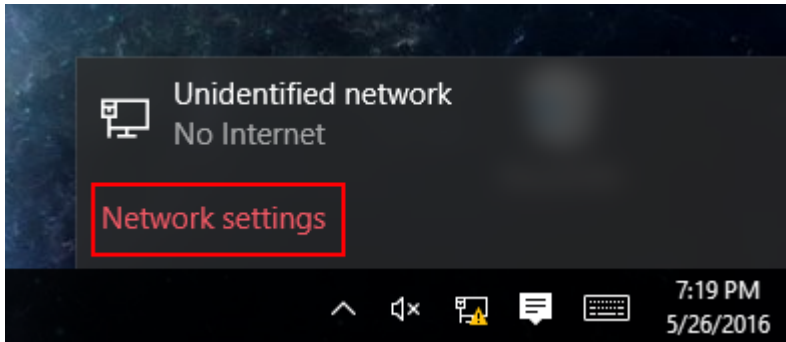 Unidentified network
No Internet
Network settings
7:19 PM
5/26/2016